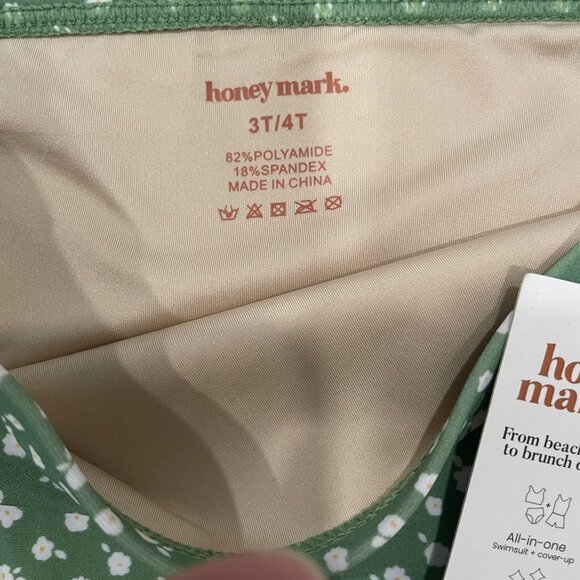 honey mark.
3T/4T
82%POLYAMIDE
18%SPANDEX
MADE IN CHINA
From beach
to brunch
All-in-one
Swimsuit + cover-up